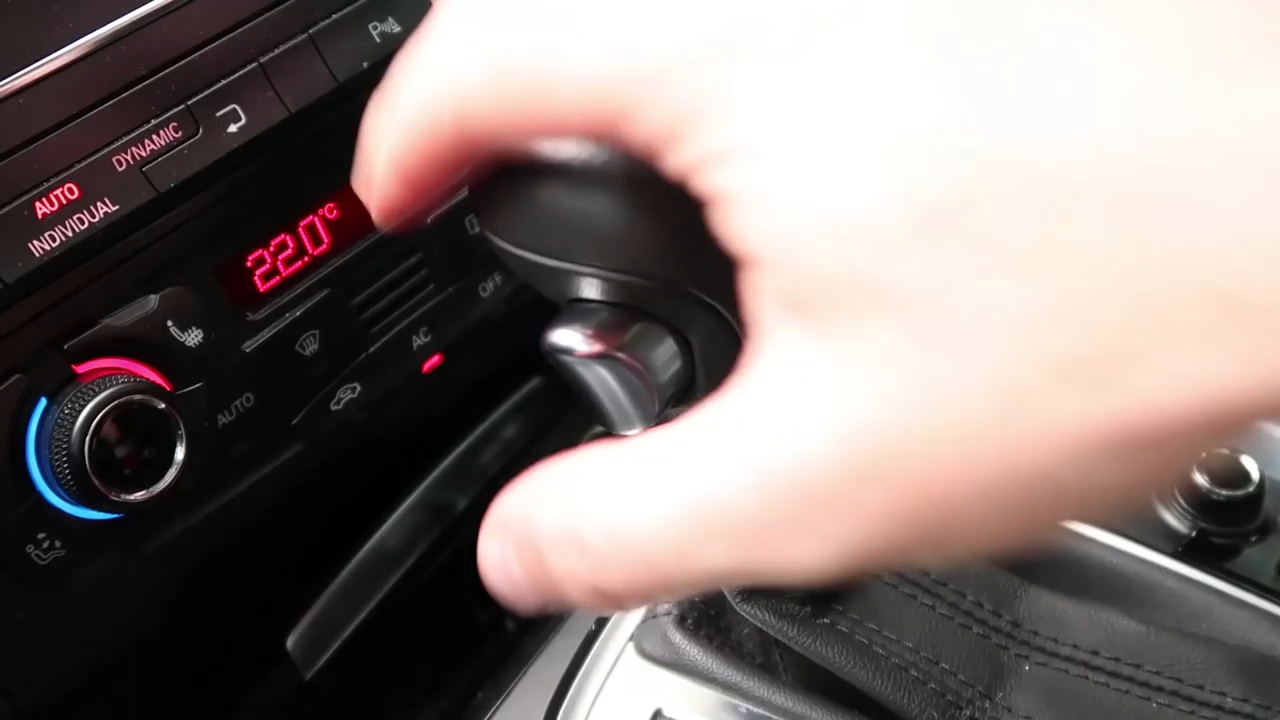 P
DYNAMIC
AUTO
INDIVIDUAL
22.0°C
OFF
AC
AUTO